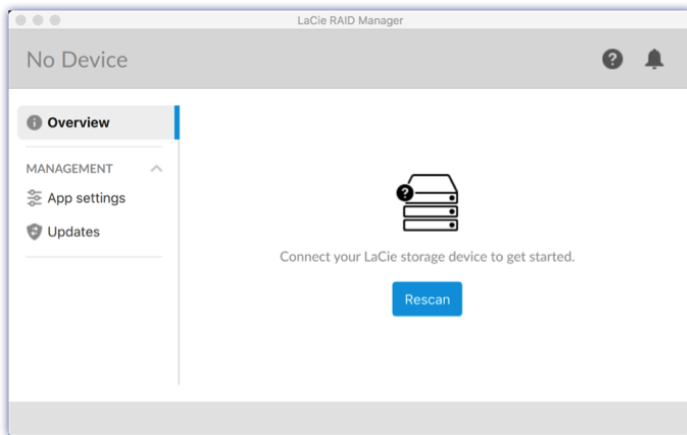 LaCie RAID Manager
No Device
Overview
MANAGEMENT
App settings
Updates
Connect your LaCie storage device to get started.
Rescan